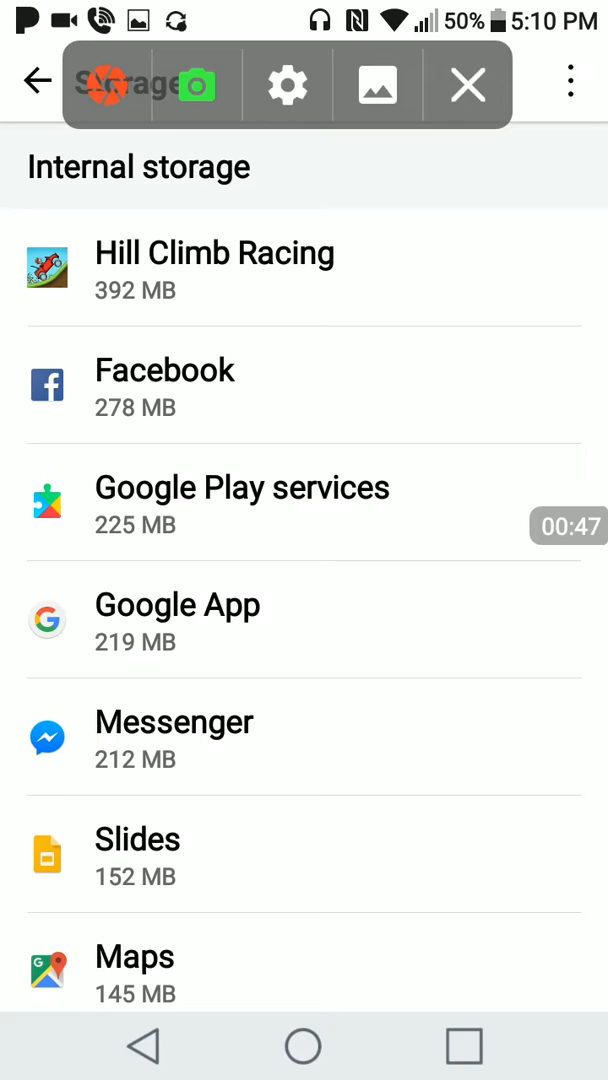 50% 5:10 PM
Storage
Internal storage
Hill Climb Racing
392 MB
Facebook
278 MB
Google Play services
225 MB
00:47
Google App
219 MB
Messenger
212 MB
Slides
152 MB
Maps
145 MB